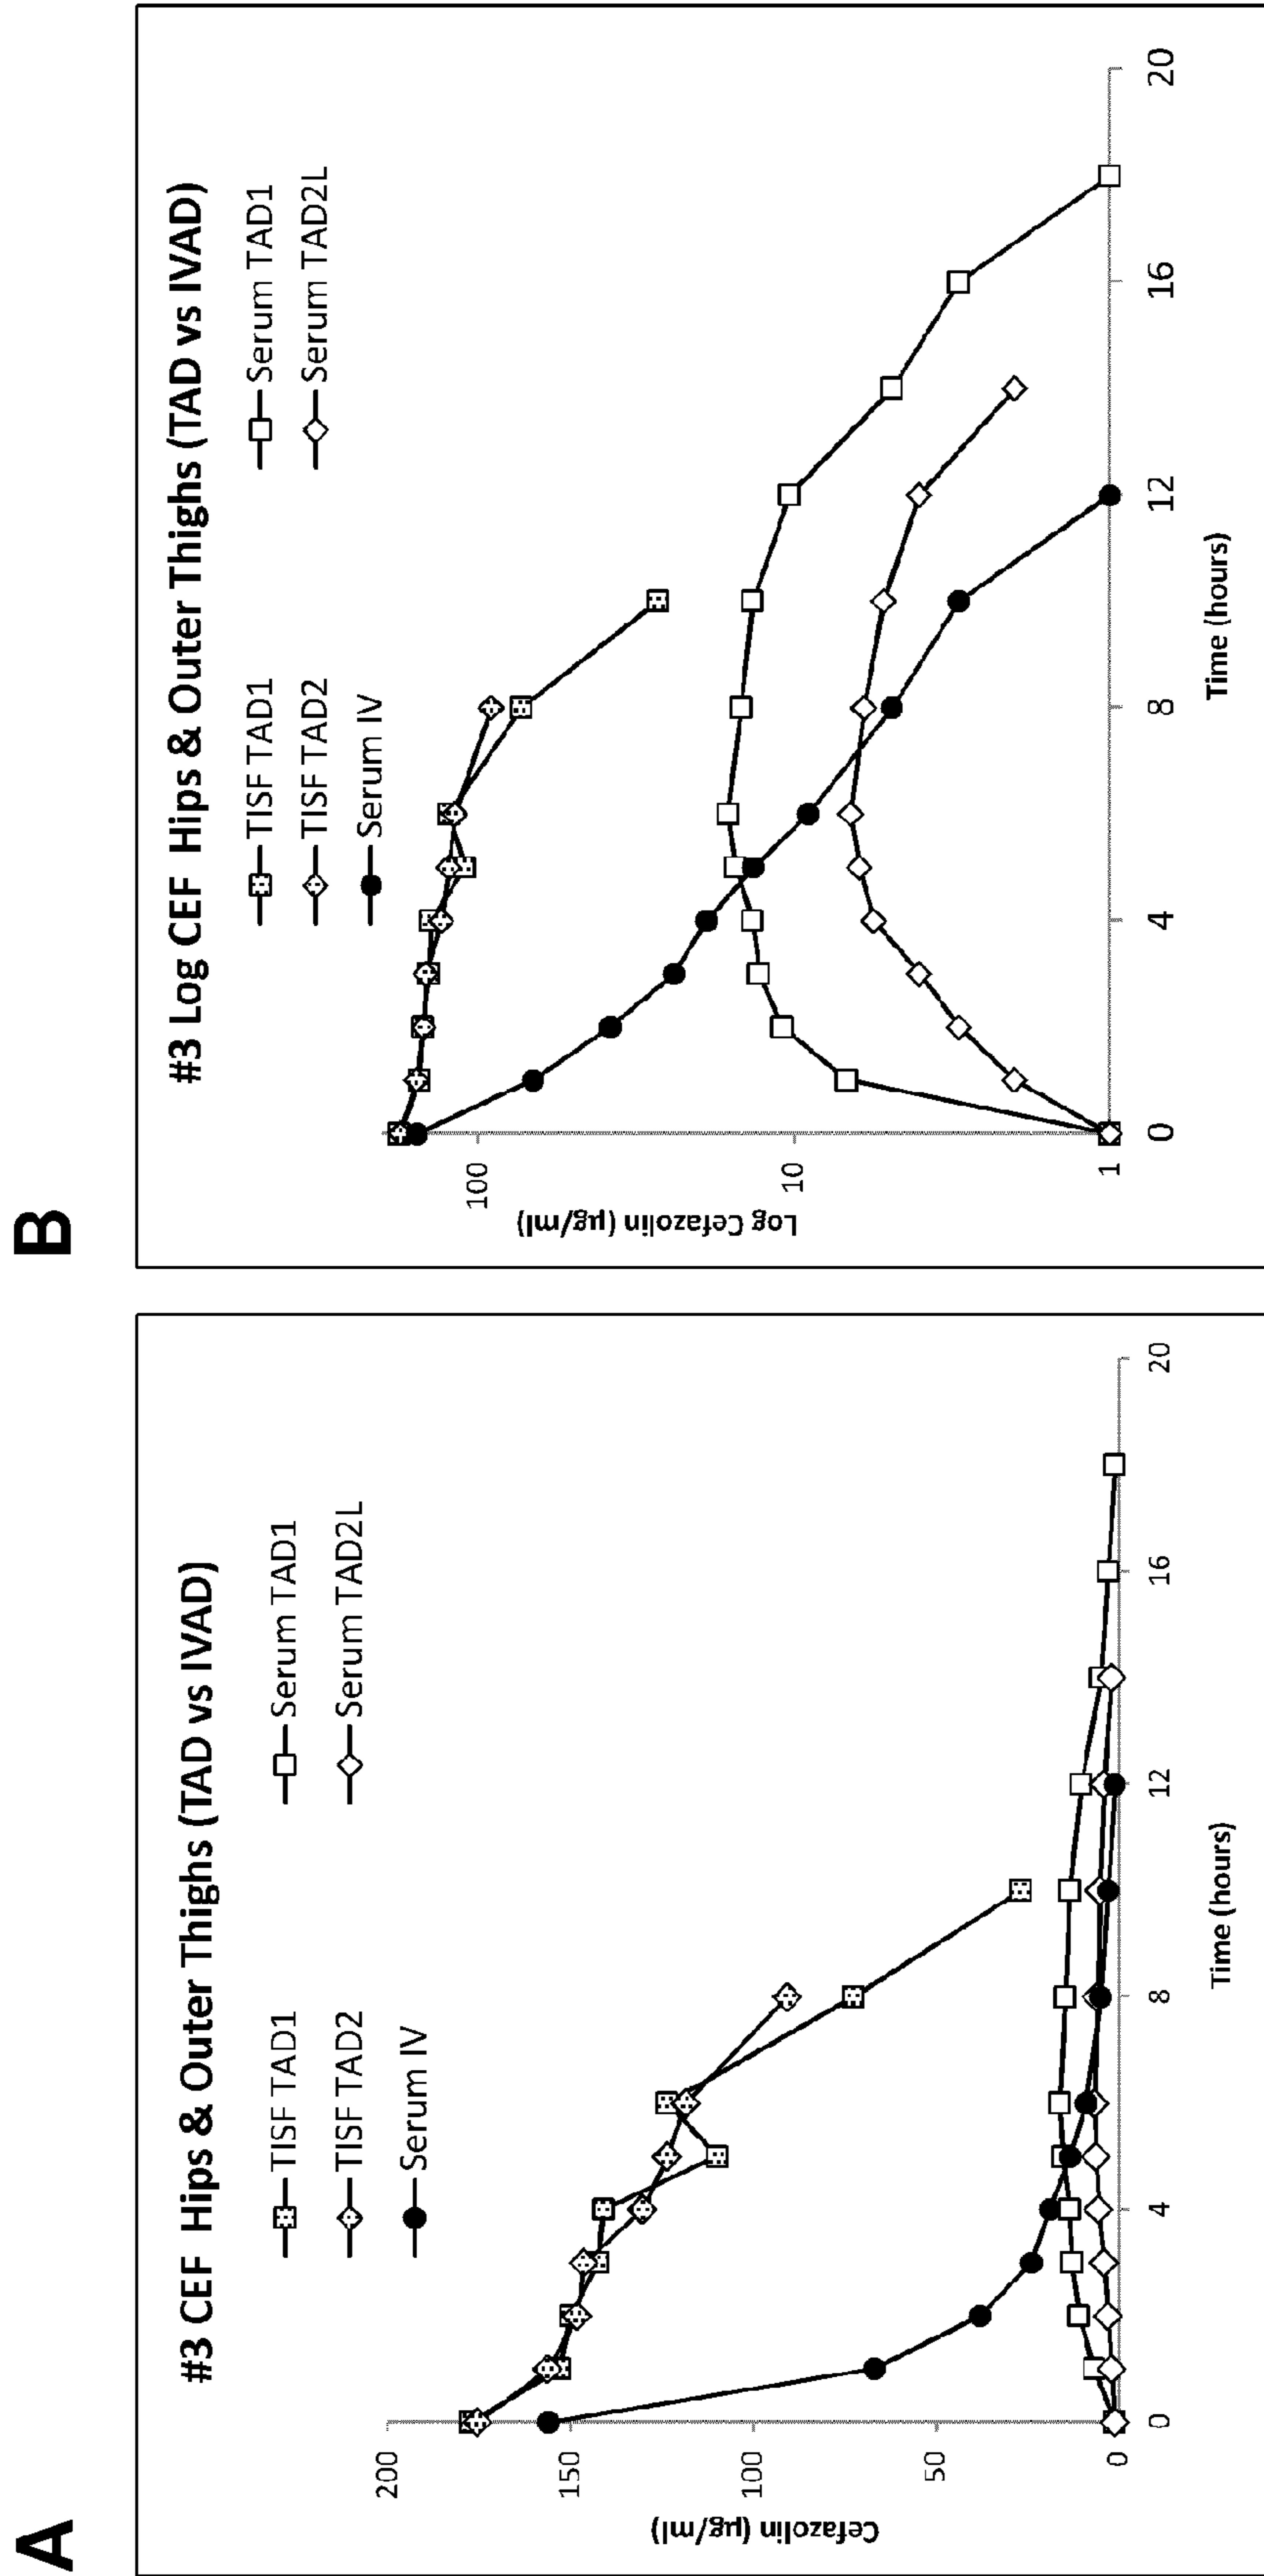 A
#3 CEF Hips & Outer Thighs (TAD vs IVAD)
TISF TAD1
Serum TAD1
TISF TAD2
Serum TAD2L
Serum IV
200
150
100
50
0
Cefazolin (µg/ml)
0
4
8
12
16
20
Time (hours)
B
#3 Log CEF Hips & Outer Thighs (TAD vs IVAD)
TISF TAD1
Serum TAD1
TISF TAD2
Serum TAD2L
Serum IV
100
10
1
Log Cefazolin (µg/ml)
0
4
8
12
16
20
Time (hours)